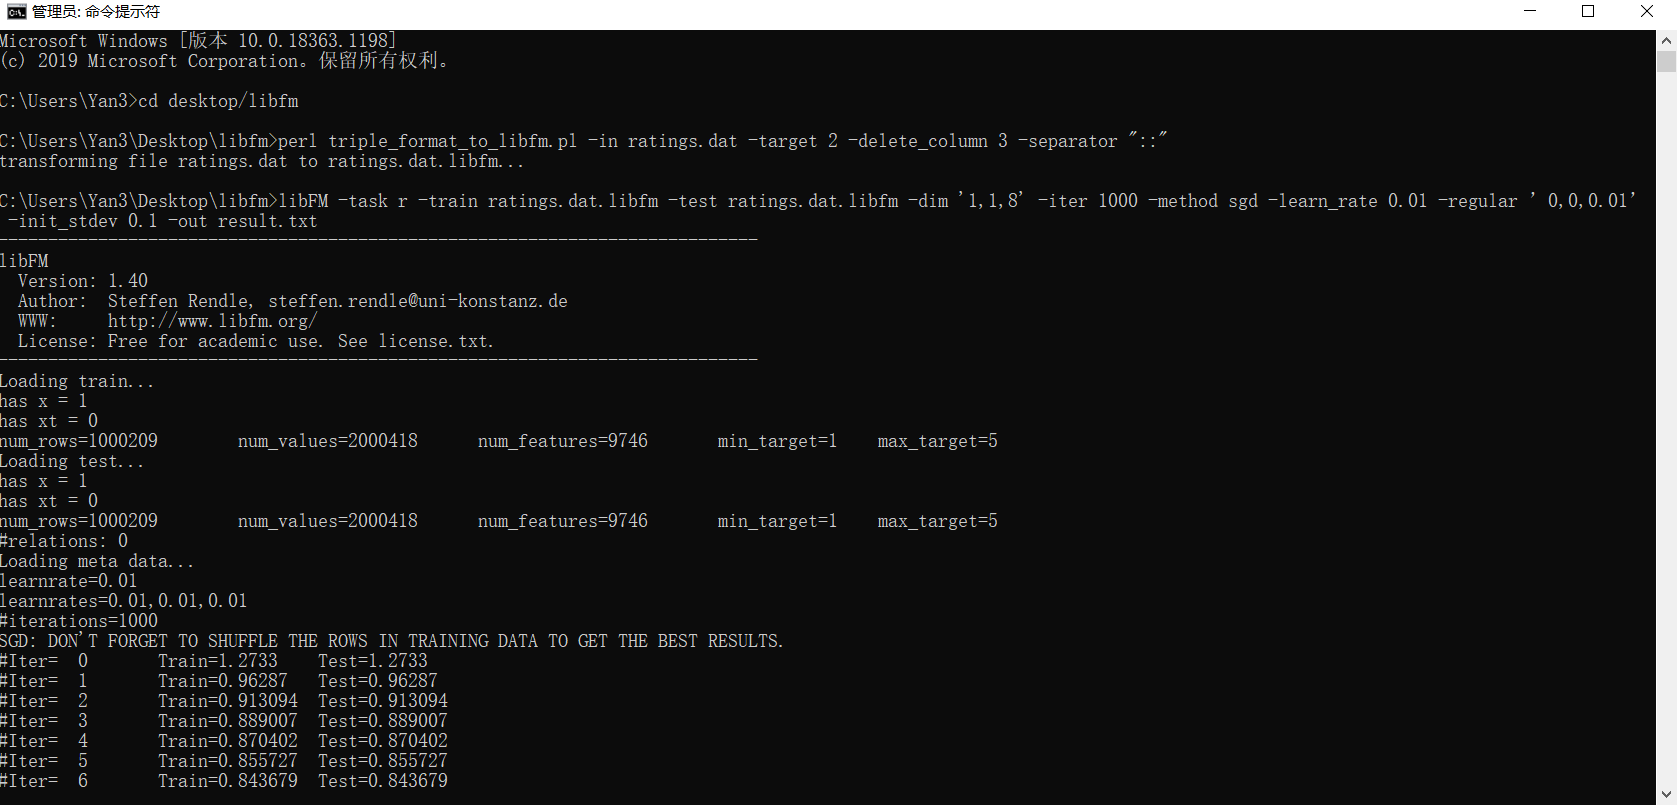 管理员: 命令提示符
Microsoft Windows [版本 10.0.18363.1198]
(c) 2019 Microsoft Corporation。保留所有权利。
C:\Users\Yan3>cd desktop/libfm
C:\Users\Yan3\Desktop\libfm>perl triple_format_to_libfm.pl -in ratings.dat -target 2 -delete_column 3 -separator "::"
transforming file ratings.dat to ratings.dat.libfm...
C:\Users\Yan3\Desktop\libfm>libFM -task r -train ratings.dat.libfm -test ratings.dat.libfm -dim '1,1,8' -iter 1000 -method sgd -learn_rate 0.01 -regular ' 0,0,0.01'
-init_stdev 0.1 -out result.txt
----------------------------------------------------------------------------
libFM
Version: 1.40
Author: Steffen Rendle, steffen.rendle@uni-konstanz.de
WWW: http://www.libfm.org/
License: Free for academic use. See license.txt.
----------------------------------------------------------------------------
Loading train...
has x = 1
has xt = 0
num_rows=1000209 num_values=2000418 num_features=9746 min_target=1 max_target=5
Loading test...
has x = 1
has xt = 0
num_rows=1000209 num_values=2000418 num_features=9746 min_target=1 max_target=5
#relations: 0
Loading meta data...
learnrate=0.01
learnrates=0.01,0.01,0.01
#iterations=1000
SGD: DON'T FORGET TO SHUFFLE THE ROWS IN TRAINING DATA TO GET THE BEST RESULTS.
#Iter= 0 Train=1.2733 Test=1.2733
#Iter= 1 Train=0.96287 Test=0.96287
#Iter= 2 Train=0.913094 Test=0.913094
#Iter= 3 Train=0.889007 Test=0.889007
#Iter= 4 Train=0.870402 Test=0.870402
#Iter= 5 Train=0.855727 Test=0.855727
#Iter= 6 Train=0.843679 Test=0.843679